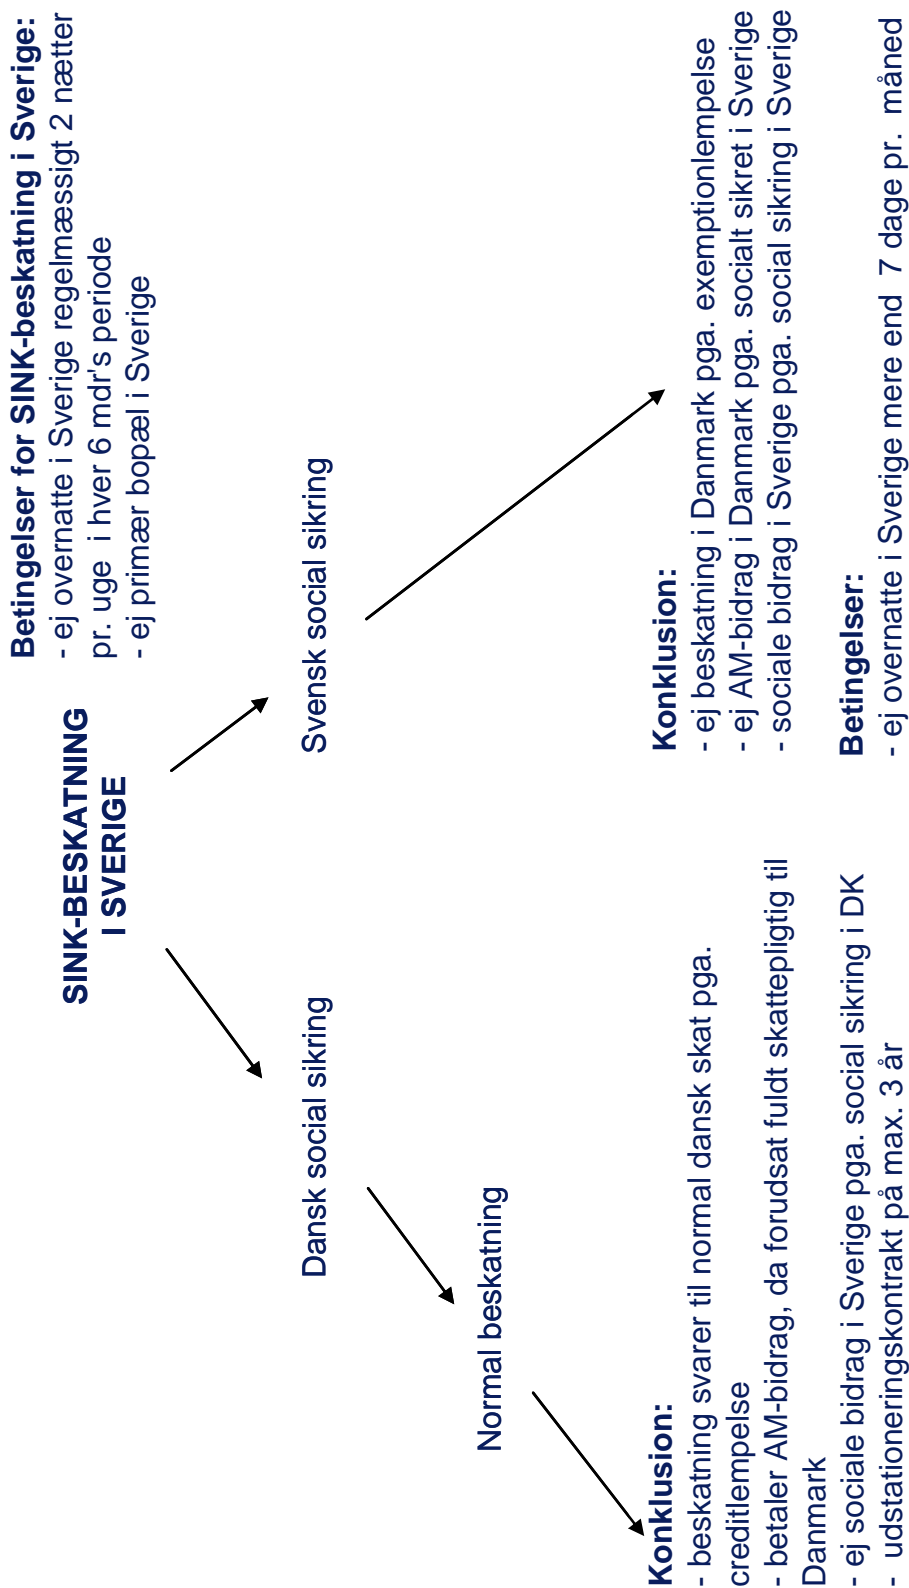 SINK-BESKATNING
I SVERIGE
Betingelser for SINK-beskatning i Sverige:
- ej overnatte i Sverige regelmæssigt 2 nætter
pr. uge i hver 6 mdr's periode
- ej primær bopæl i Sverige
Dansk social sikring
Svensk social sikring
Normal beskatning
Konklusion:
- beskatning svarer til normal dansk skat pga.
creditlempelse
- betaler AM-bidrag, da forudsat fuldt skattepligtig til
Danmark
- ej sociale bidrag i Sverige pga. social sikring i DK
- udstationeringskontrakt på max. 3 år
Konklusion:
- ej beskatning i Danmark pga. exemptionlempelse
- ej AM-bidrag i Danmark pga. socialt sikret i Sverige
- sociale bidrag i Sverige pga. social sikring i Sverige
Betingelser:
- ej overnatte i Sverige mere end 7 dage pr. måned